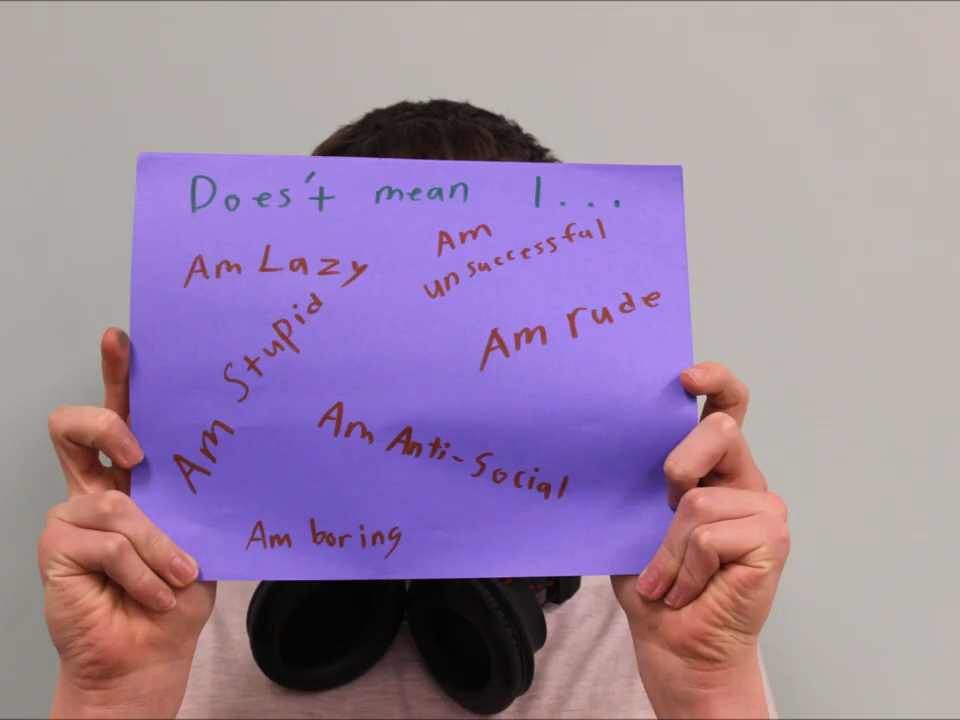 Does't mean I...
Am Lazy
Am
unsuccessful
Am Stupid
Am rude
Am Anti-Social
Am boring